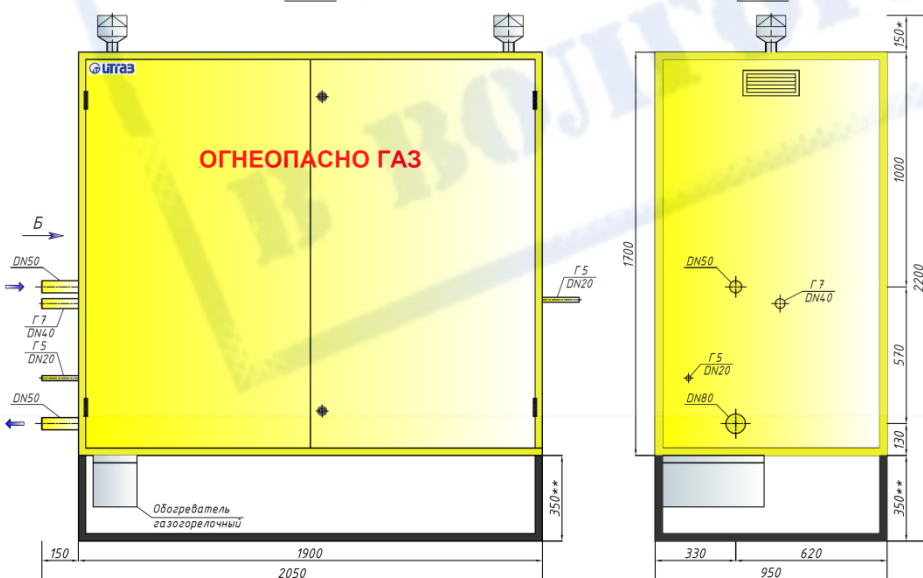 итгаз
ОГНЕОПАСНО ГАЗ
Б
DN50
Г7
DN40
Г5
DN20
DN50
Г5
DN20
Обогреватель
газогорелочный
350**
150
1900
2050
В ВОЛГОГ
150*
1000
1700
2200
DN50
Г7
DN40
570
Г5
DN20
DN80
130
350**
330
620
950